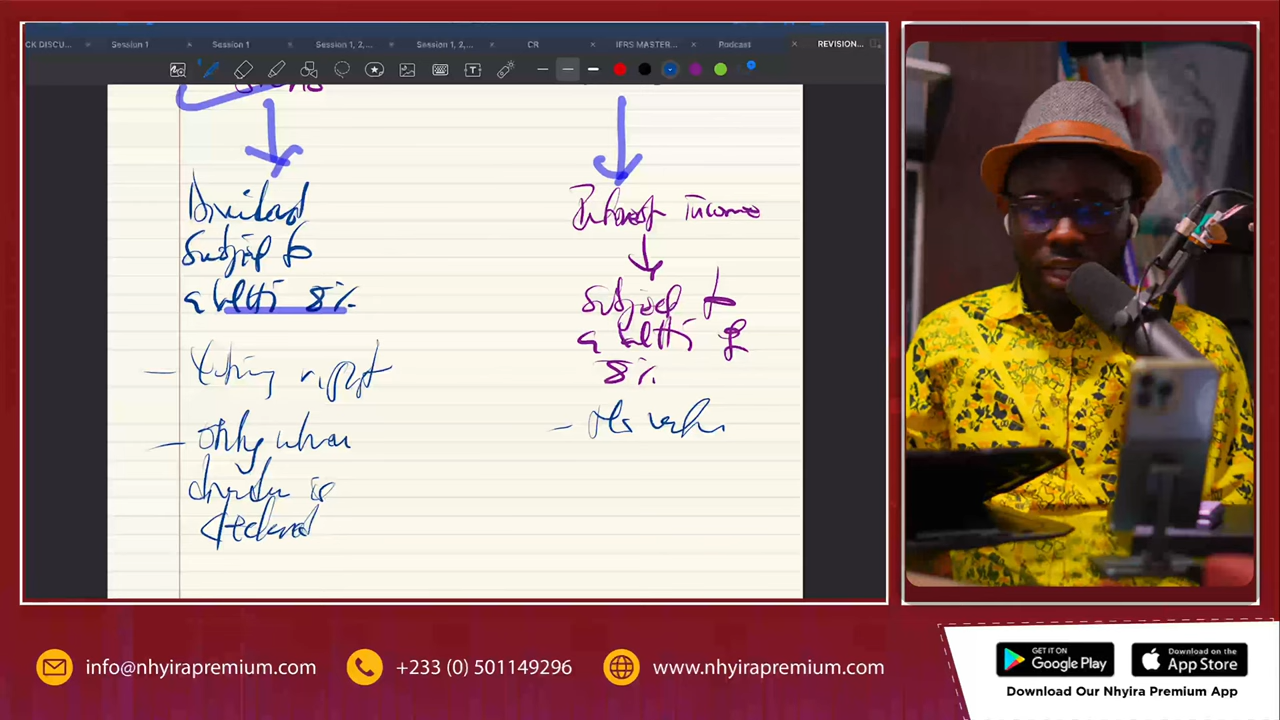 CK DISCU...
Session 1
Session 1
Session 1, 2,...
Session 1, 2,...
CR
IFRS MASTER...
Podcast
REVISION...
Dividend
Subject to
a 8%
Interest income
Subject to
a of
8%
- Voting right
- Only when
dividend is
declared
info@nhyirapremium.com
+233 (0) 501149296
www.nhyirapremium.com
GET IT ON
Google Play
Download on the
App Store
Download Our Nhyira Premium App